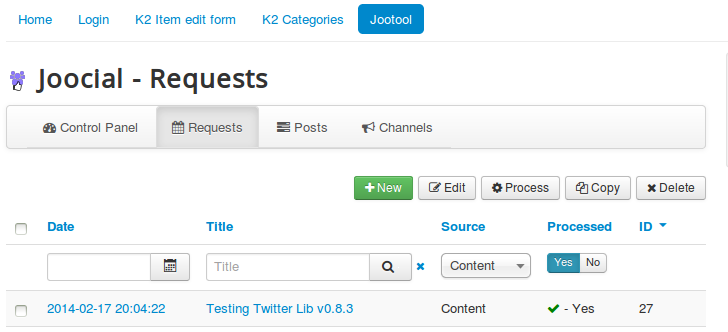 Home Login K2 Item edit form K2 Categories Jootool
Joocial - Requests
Control Panel Requests Posts Channels
New Edit Process Copy Delete
Date Title Source Processed ID
Title Content Yes No
2014-02-17 20:04:22 Testing Twitter Lib v0.8.3 Content - Yes 27